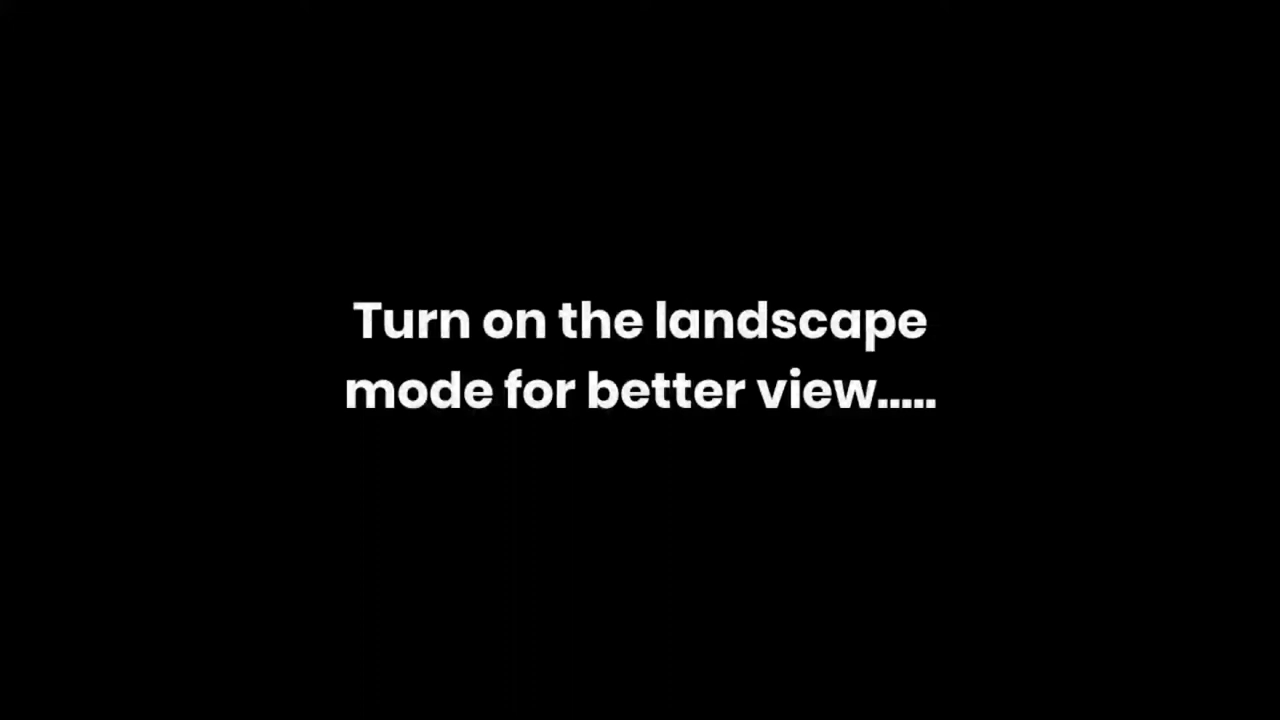 Turn on the landscape
mode for better view.....